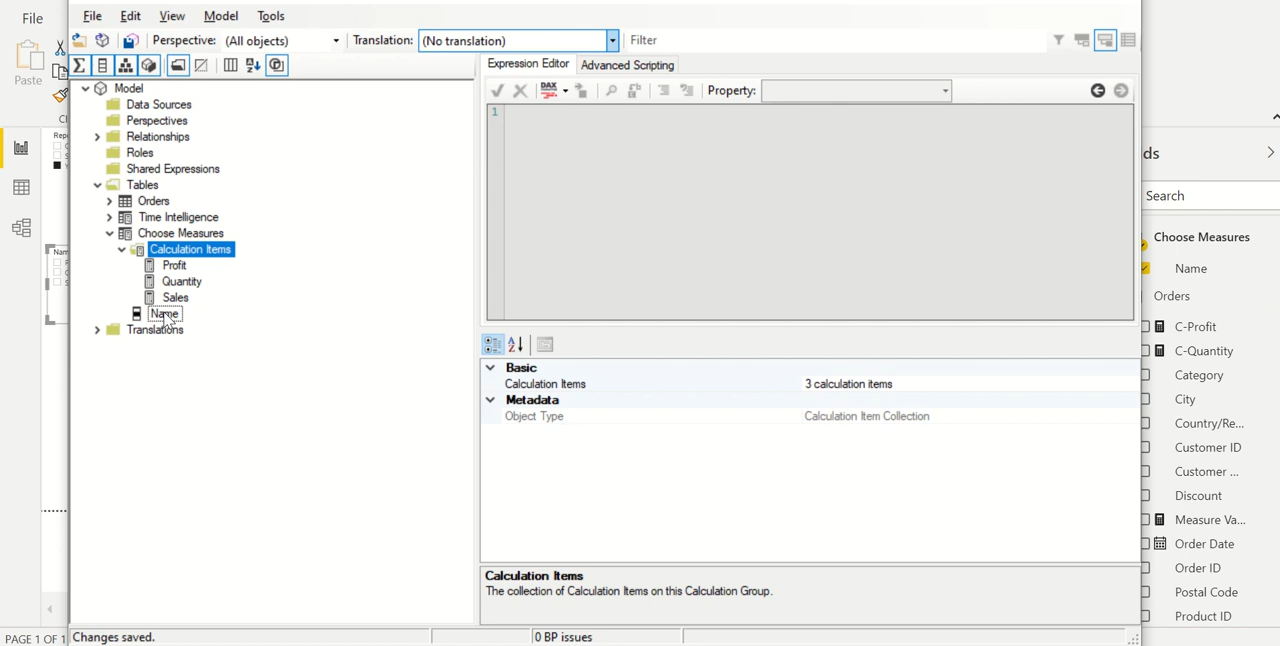 File
Paste
Cl
File Edit View Model Tools
Perspective: (All objects) Translation: (No translation) Filter
Expression Editor Advanced Scripting
DAX Property:
1
Model
Data Sources
Perspectives
Relationships
Roles
Shared Expressions
Tables
Orders
Time Intelligence
Choose Measures
Calculation Items
Profit
Quantity
Sales
Name
Translations
Basic
Calculation Items 3 calculation items
Metadata
Object Type Calculation Item Collection
Calculation Items
The collection of Calculation Items on this Calculation Group.
Changes saved. 0 BP issues
PAGE 1 OF 1
Repo
Nam
ds
Search
Choose Measures
Name
Orders
C-Profit
C-Quantity
Category
City
Country/Re...
Customer ID
Customer ...
Discount
Measure Va...
Order Date
Order ID
Postal Code
Product ID